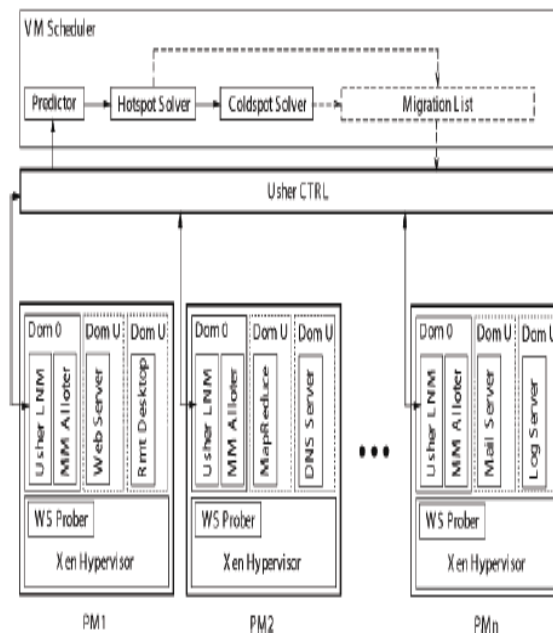 VM Scheduler
Predictor
Hotspot Solver
Coldspot Solver
Migration List
Usher CTRL
Dom 0
Dom U
Dom U
Usher LNM
MM Alloter
Web Server
Rmt Desktop
WS Prober
Xen Hypervisor
PM1
Dom 0
Dom U
Dom U
Usher LNM
MM Alloter
MapReduce
DNS Server
WS Prober
Xen Hypervisor
PM2
•••
Dom 0
Dom U
Dom U
Usher LNM
MM Alloter
Mail Server
Log Server
WS Prober
Xen Hypervisor
PMn